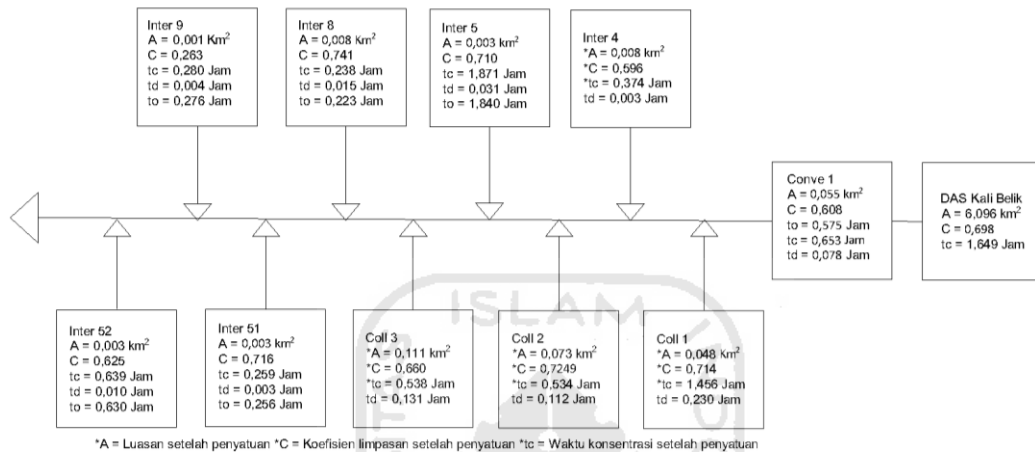 Inter 9
A = 0,001 Km²
C = 0,263
tc = 0,280 Jam
td = 0,004 Jam
to = 0,276 Jam
Inter 8
A = 0,008 km²
C = 0,741
tc = 0,238 Jam
td = 0,015 Jam
to = 0,223 Jam
Inter 5
A = 0,003 km²
C = 0,710
tc = 1,871 Jam
td = 0,031 Jam
to = 1,840 Jam
Inter 4
*A = 0,008 km²
*C = 0,596
*tc = 0,374 Jam
td = 0,003 Jam
Conve 1
A = 0,055 km²
C = 0,608
to = 0,575 Jam
tc = 0,653 Jam
td = 0,078 Jam
DAS Kali Belik
A = 6,096 km²
C = 0,698
tc = 1,649 Jam
Inter 52
A = 0,003 km²
C = 0,625
tc = 0,639 Jam
td = 0,010 Jam
to = 0,630 Jam
Inter 51
A = 0,003 km²
C = 0,716
tc = 0,259 Jam
td = 0,003 Jam
to = 0,256 Jam
Coll 3
*A = 0,111 km²
*C = 0,660
*tc = 0,538 Jam
td = 0,131 Jam
Coll 2
*A = 0,073 km²
*C = 0,7249
*tc = 0,534 Jam
td = 0,112 Jam
Coll 1
*A = 0,048 Km²
*C = 0,714
*tc = 1,456 Jam
td = 0,230 Jam
ISLAM
*A = Luasan setelah penyatuan *C = Koefisien limpasan setelah penyatuan *tc = Waktu konsentrasi setelah penyatuan